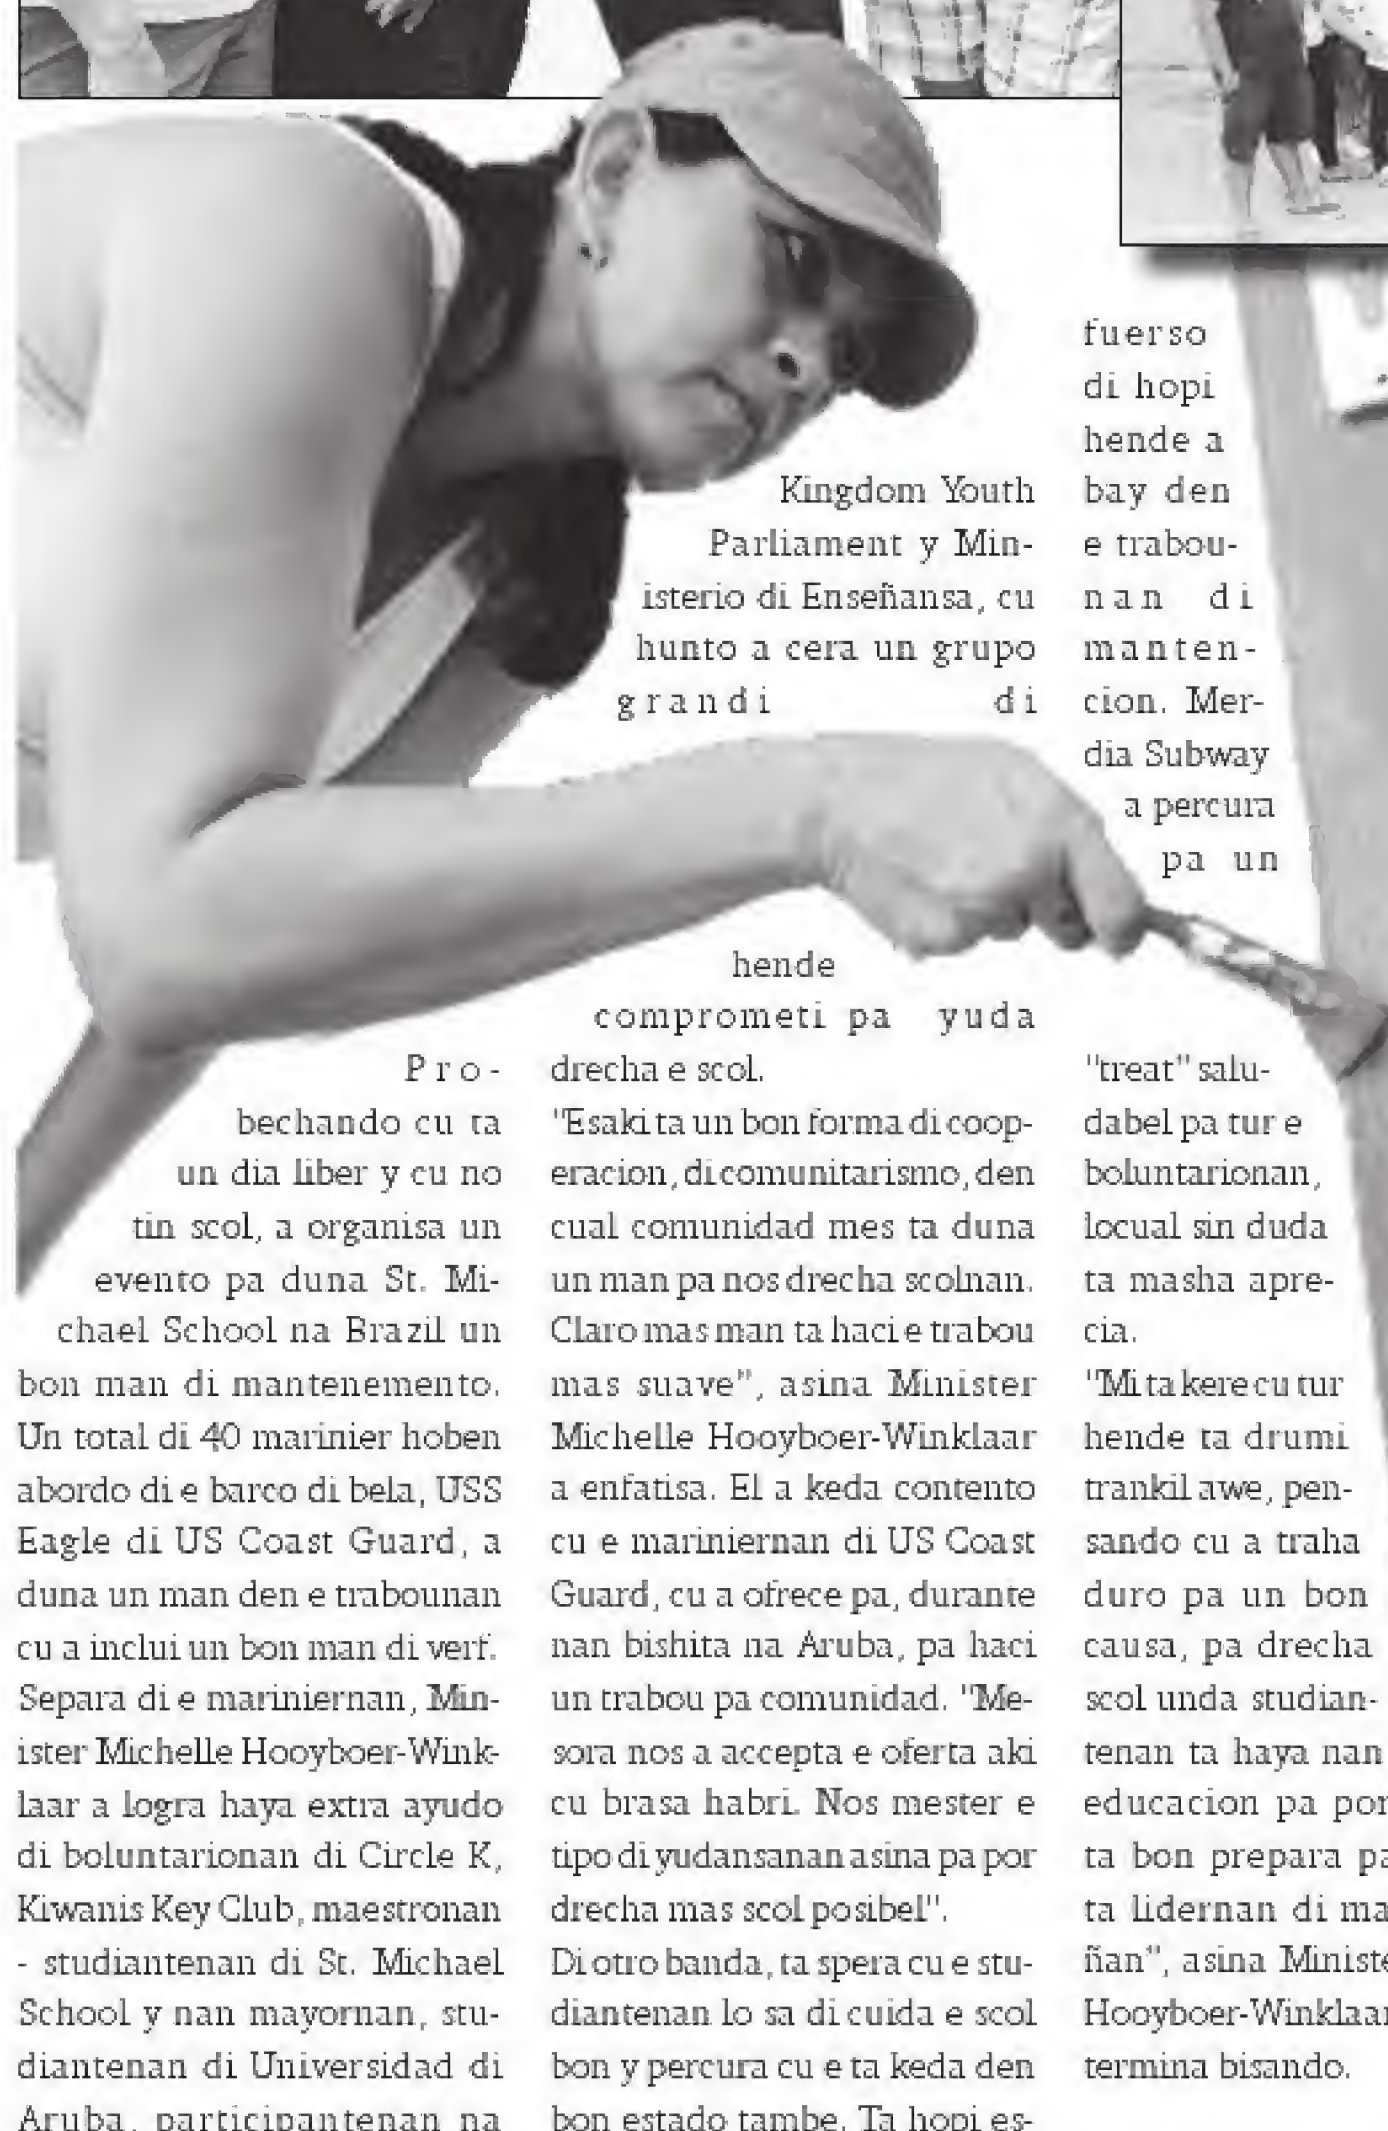 Pro-
bechando cu ta
un dia liber y cu no
tin scol, a organisa un
evento pa duna St. Mi-
chael School na Brazil un
bon man di mantenemento.
Un total di 40 marinier hoben
abordo di e barco di bela, USS
Eagle di US Coast Guard, a
duna un man den e trabounan
cu a inclui un bon man di verf.
Separa di e mariniernan, Min-
ister Michelle Hooyboer-Wink-
laar a logra haya extra ayudo
di boluntarionan di Circle K,
Kiwanis Key Club, maestronan
- studiantenan di St. Michael
School y nan mayornan, stu-
diantenan di Universidad di
Aruba, participantenan na
Kingdom Youth
Parliament y Min-
isterio di Enseñansa, cu
hunto a cera un grupo
grandi di
hende
comprometi pa yuda
drecha e scol.
"Esaki ta un bon forma di coop-
eracion, di comunitarismo, den
cual comunidad mes ta duna
un man pa nos drecha scolnan.
Claro mas man ta haci e trabou
mas suave", asina Minister
Michelle Hooyboer-Winklaar
a enfatisa. El a keda contento
cu e mariniernan di US Coast
Guard, cu a ofrece pa, durante
nan bishita na Aruba, pa haci
un trabou pa comunidad. "Me-
sora nos a accepta e oferta aki
cu brasa habri. Nos mester e
tipo di yudansanan asina pa por
drecha mas scol posibel".
Di otro banda, ta spera cu e stu-
diantenan lo sa di cuida e scol
bon y percura cu e ta keda den
bon estado tambe. Ta hopi es-
fuerso
di hopi
hende a
bay den
e trabou-
nan di
manten-
cion. Mer-
dia Subway
a percura
pa un
"treat" salu-
dabel pa tur e
boluntarionan,
locual sin duda
ta masha apre-
cia.
"Mi ta kere cu tur
hende ta drumi
trankil awe, pen-
sando cu a traha
duro pa un bon
causa, pa drecha
scol unda studian-
tenan ta haya nan
educacion pa por
ta bon prepara pa
ta lidernan di ma
ñan", asina Ministe
Hooyboer-Winklaar
termina bisando.